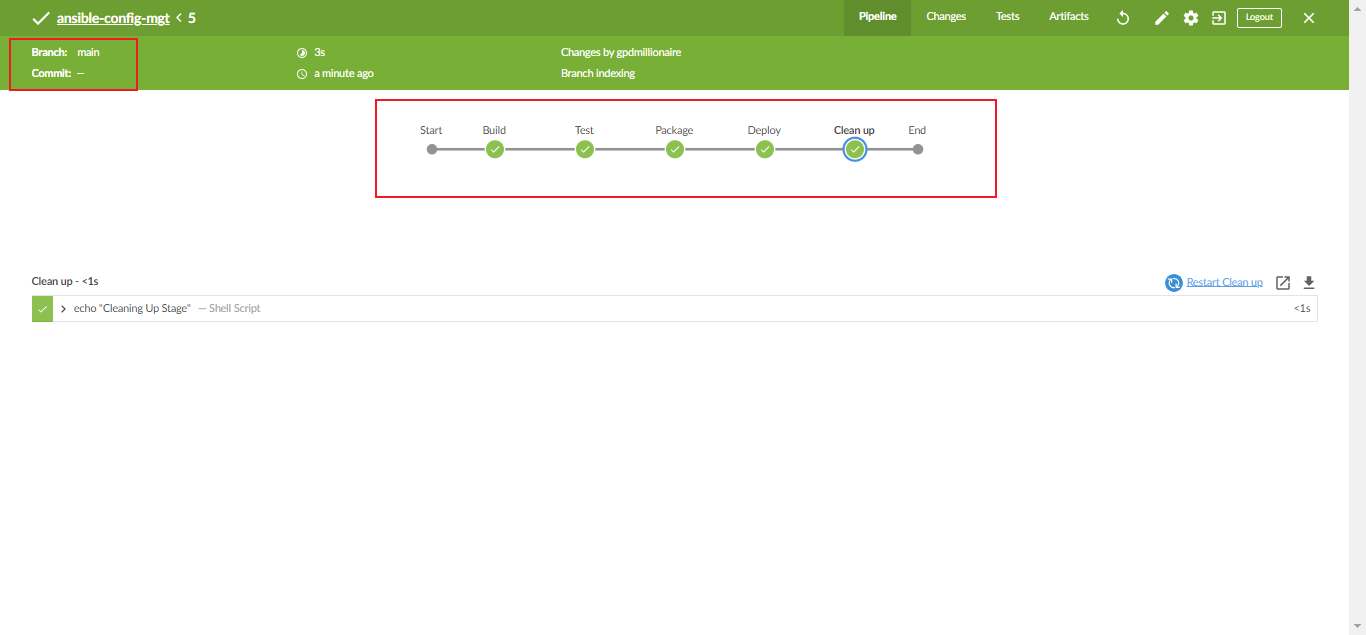 ansible-config-mgt < 5
Pipeline Changes Tests Artifacts Logout
Branch: main
3s
Changes by gpdmillionaire
Commit: —
a minute ago
Branch indexing
Start Build Test Package Deploy Clean up End
Clean up - <1s
Restart Clean up
echo "Cleaning Up Stage" — Shell Script
<1s